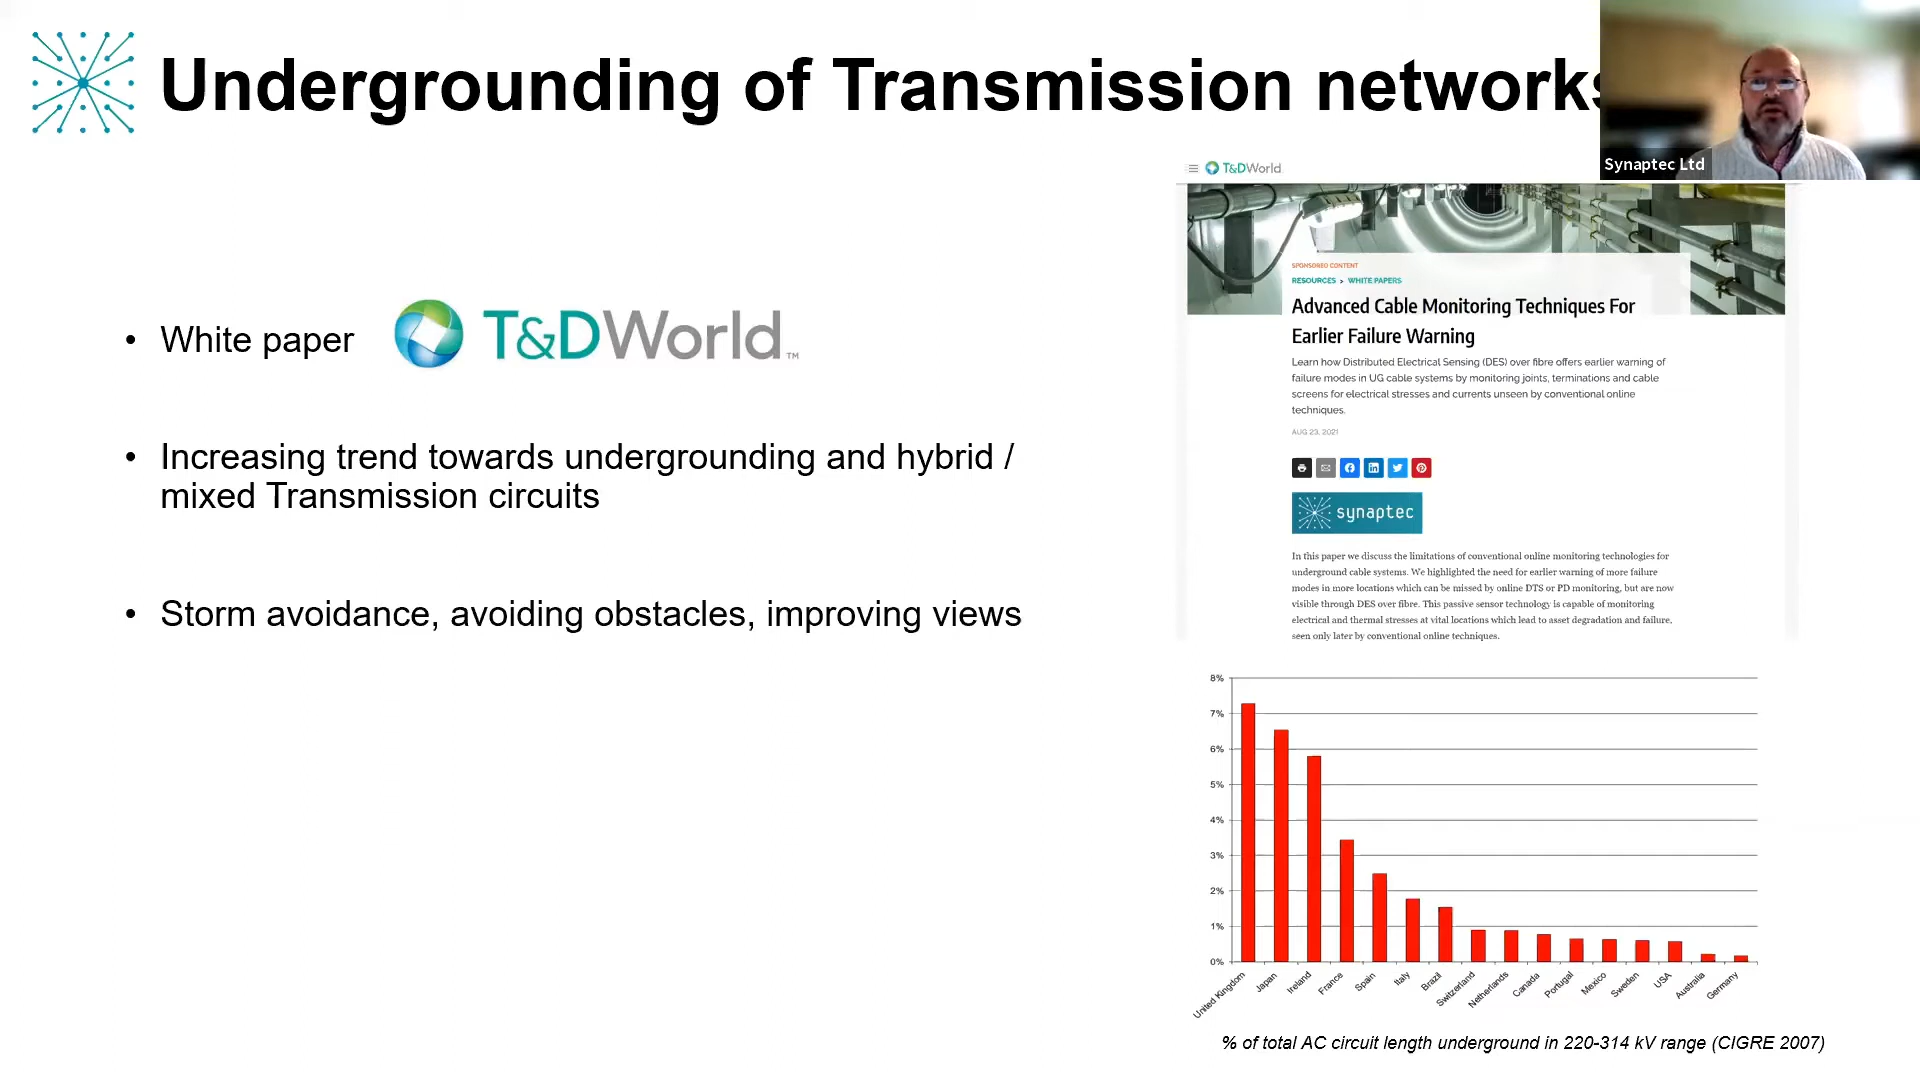 Undergrounding of Transmission networks
Synaptec Ltd
• White paper
T&DWorld™
• Increasing trend towards undergrounding and hybrid /
mixed Transmission circuits
• Storm avoidance, avoiding obstacles, improving views
T&DWorld
SPONSORED CONTENT
RESOURCES > WHITE PAPERS
Advanced Cable Monitoring Techniques For
Earlier Failure Warning
Learn how Distributed Electrical Sensing (DES) over fibre offers earlier warning of
failure modes in UG cable systems by monitoring joints, terminations and cable
screens for electrical stresses and currents unseen by conventional online
techniques.
AUG 23, 2021
synaptec
In this paper we discuss the limitations of conventional online monitoring technologies for
underground cable systems. We highlighted the need for earlier warning of more failure
modes in more locations which can be missed by online DTS or PD monitoring, but are now
visible through DES over fibre. This passive sensor technology is capable of monitoring
electrical and thermal stresses at vital locations which lead to asset degradation and failure,
seen only later by conventional online techniques.
8%
7%
6%
5%
4%
3%
2%
1%
0%
United Kingdom
Japan
Ireland
France
Spain
Italy
Brazil
Switzerland
Netherlands
Canada
Portugal
Mexico
Sweden
USA
Australia
Germany
% of total AC circuit length underground in 220-314 kV range (CIGRE 2007)